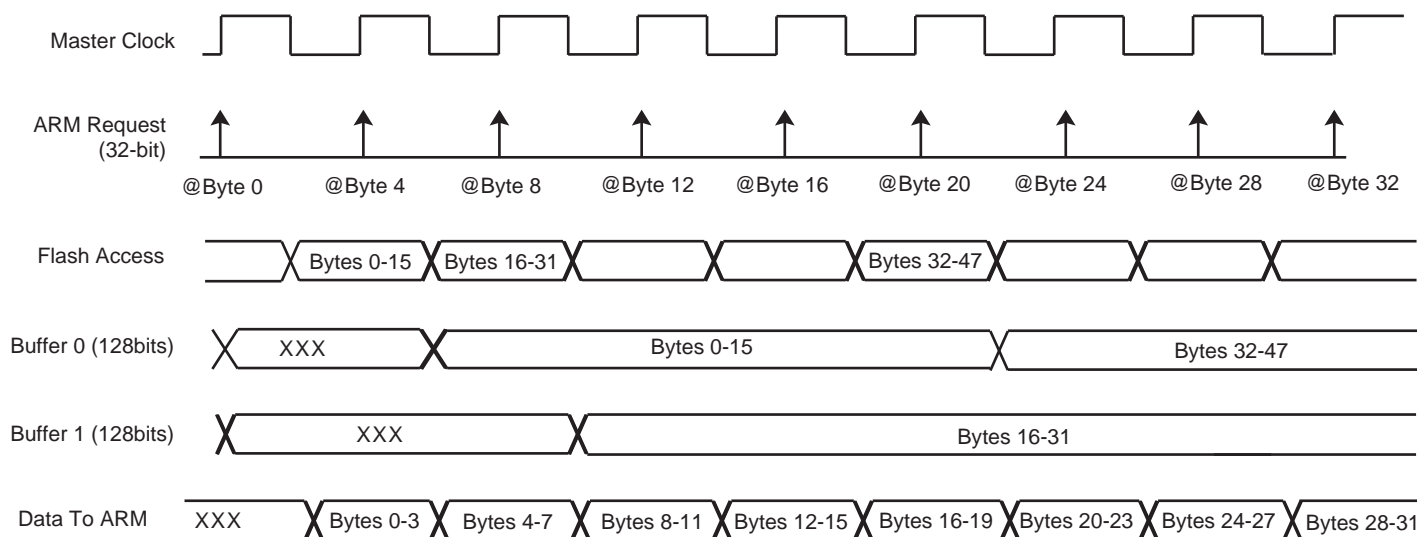 Master Clock
ARM Request
(32-bit)
@Byte 0 @Byte 4 @Byte 8 @Byte 12 @Byte 16 @Byte 20 @Byte 24 @Byte 28 @Byte 32
Flash Access Bytes 0-15 Bytes 16-31 Bytes 32-47
Buffer 0 (128bits) XXX Bytes 0-15 Bytes 32-47
Buffer 1 (128bits) XXX Bytes 16-31
Data To ARM XXX Bytes 0-3 Bytes 4-7 Bytes 8-11 Bytes 12-15 Bytes 16-19 Bytes 20-23 Bytes 24-27 Bytes 28-31